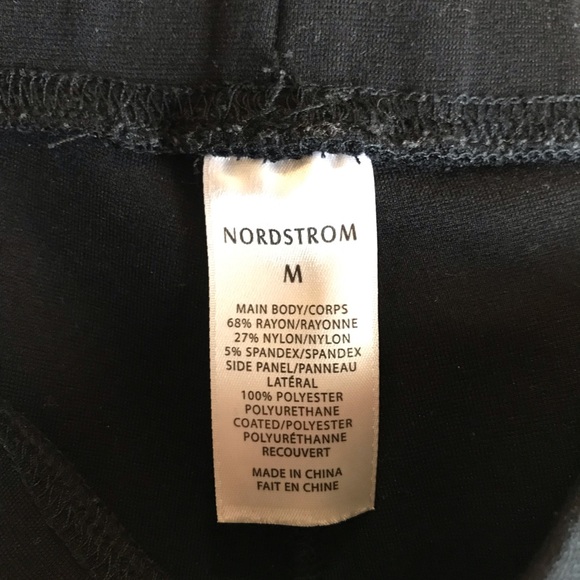 NORDSTROM
M
MAIN BODY/CORPS
68% RAYON/RAYONNE
27% NYLON/NYLON
5% SPANDEX/SPANDEX
SIDE PANEL/PANNEAU
LATÉRAL
100% POLYESTER
POLYURETHANE
COATED/POLYESTER
POLYURÉTHANNE
RECOUVERT
MADE IN CHINA
FAIT EN CHINE